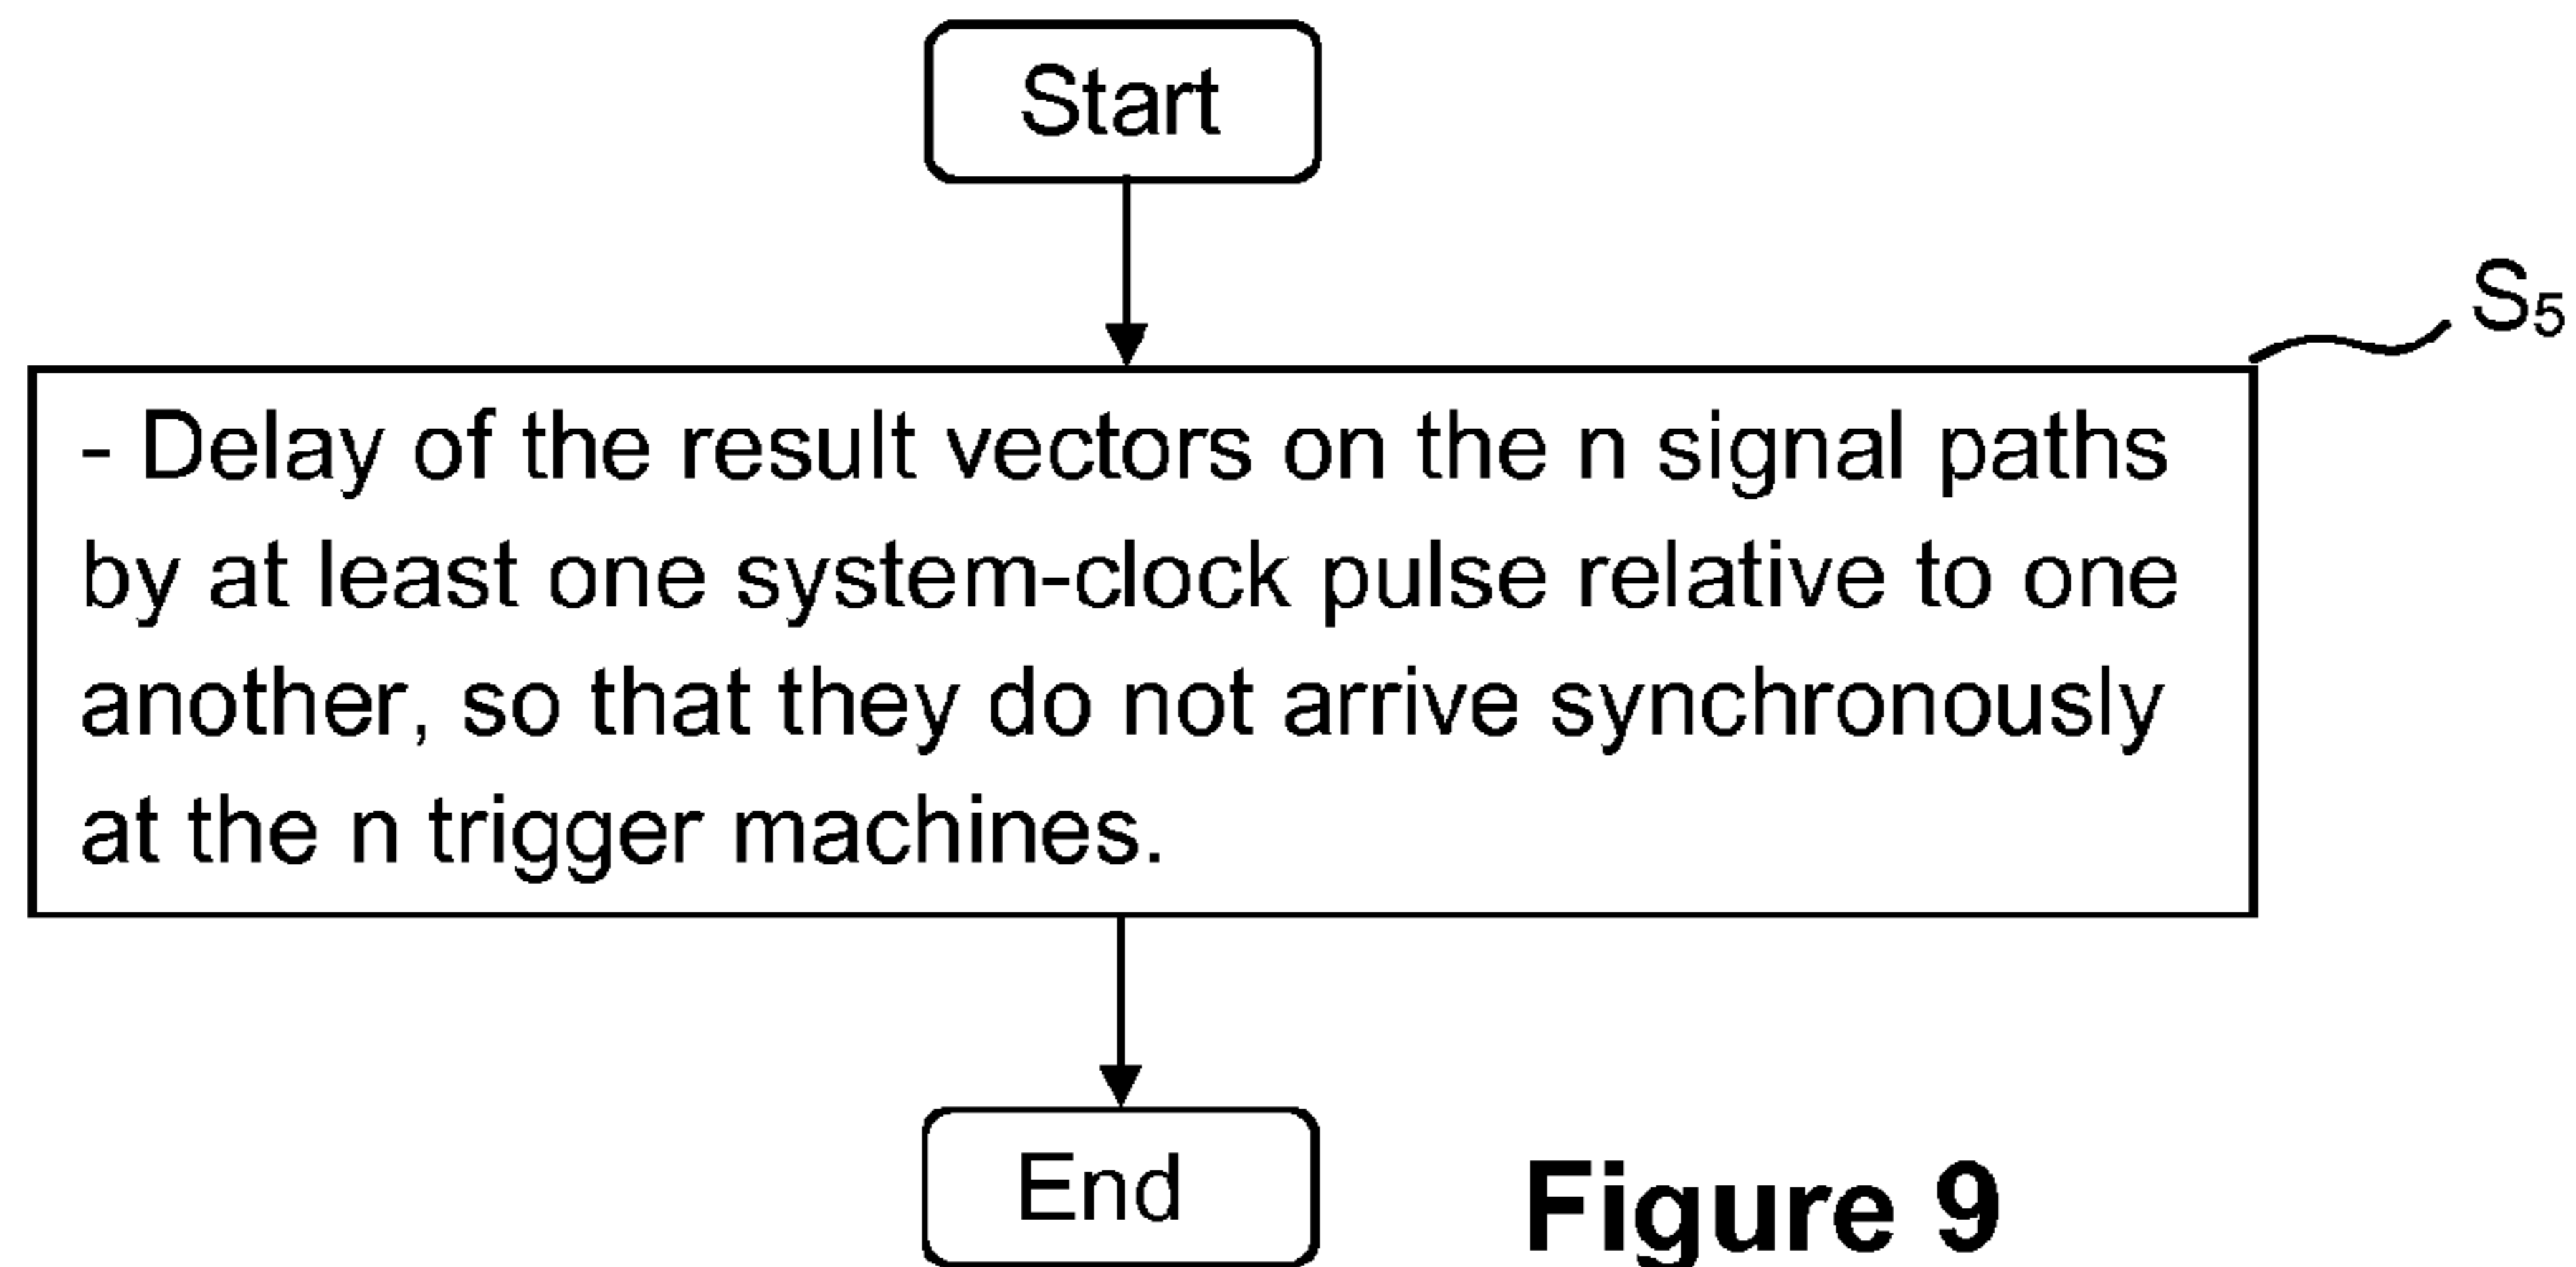 Start
S₅
- Delay of the result vectors on the n signal paths
by at least one system-clock pulse relative to one
another, so that they do not arrive synchronously
at the n trigger machines.
End
Figure 9